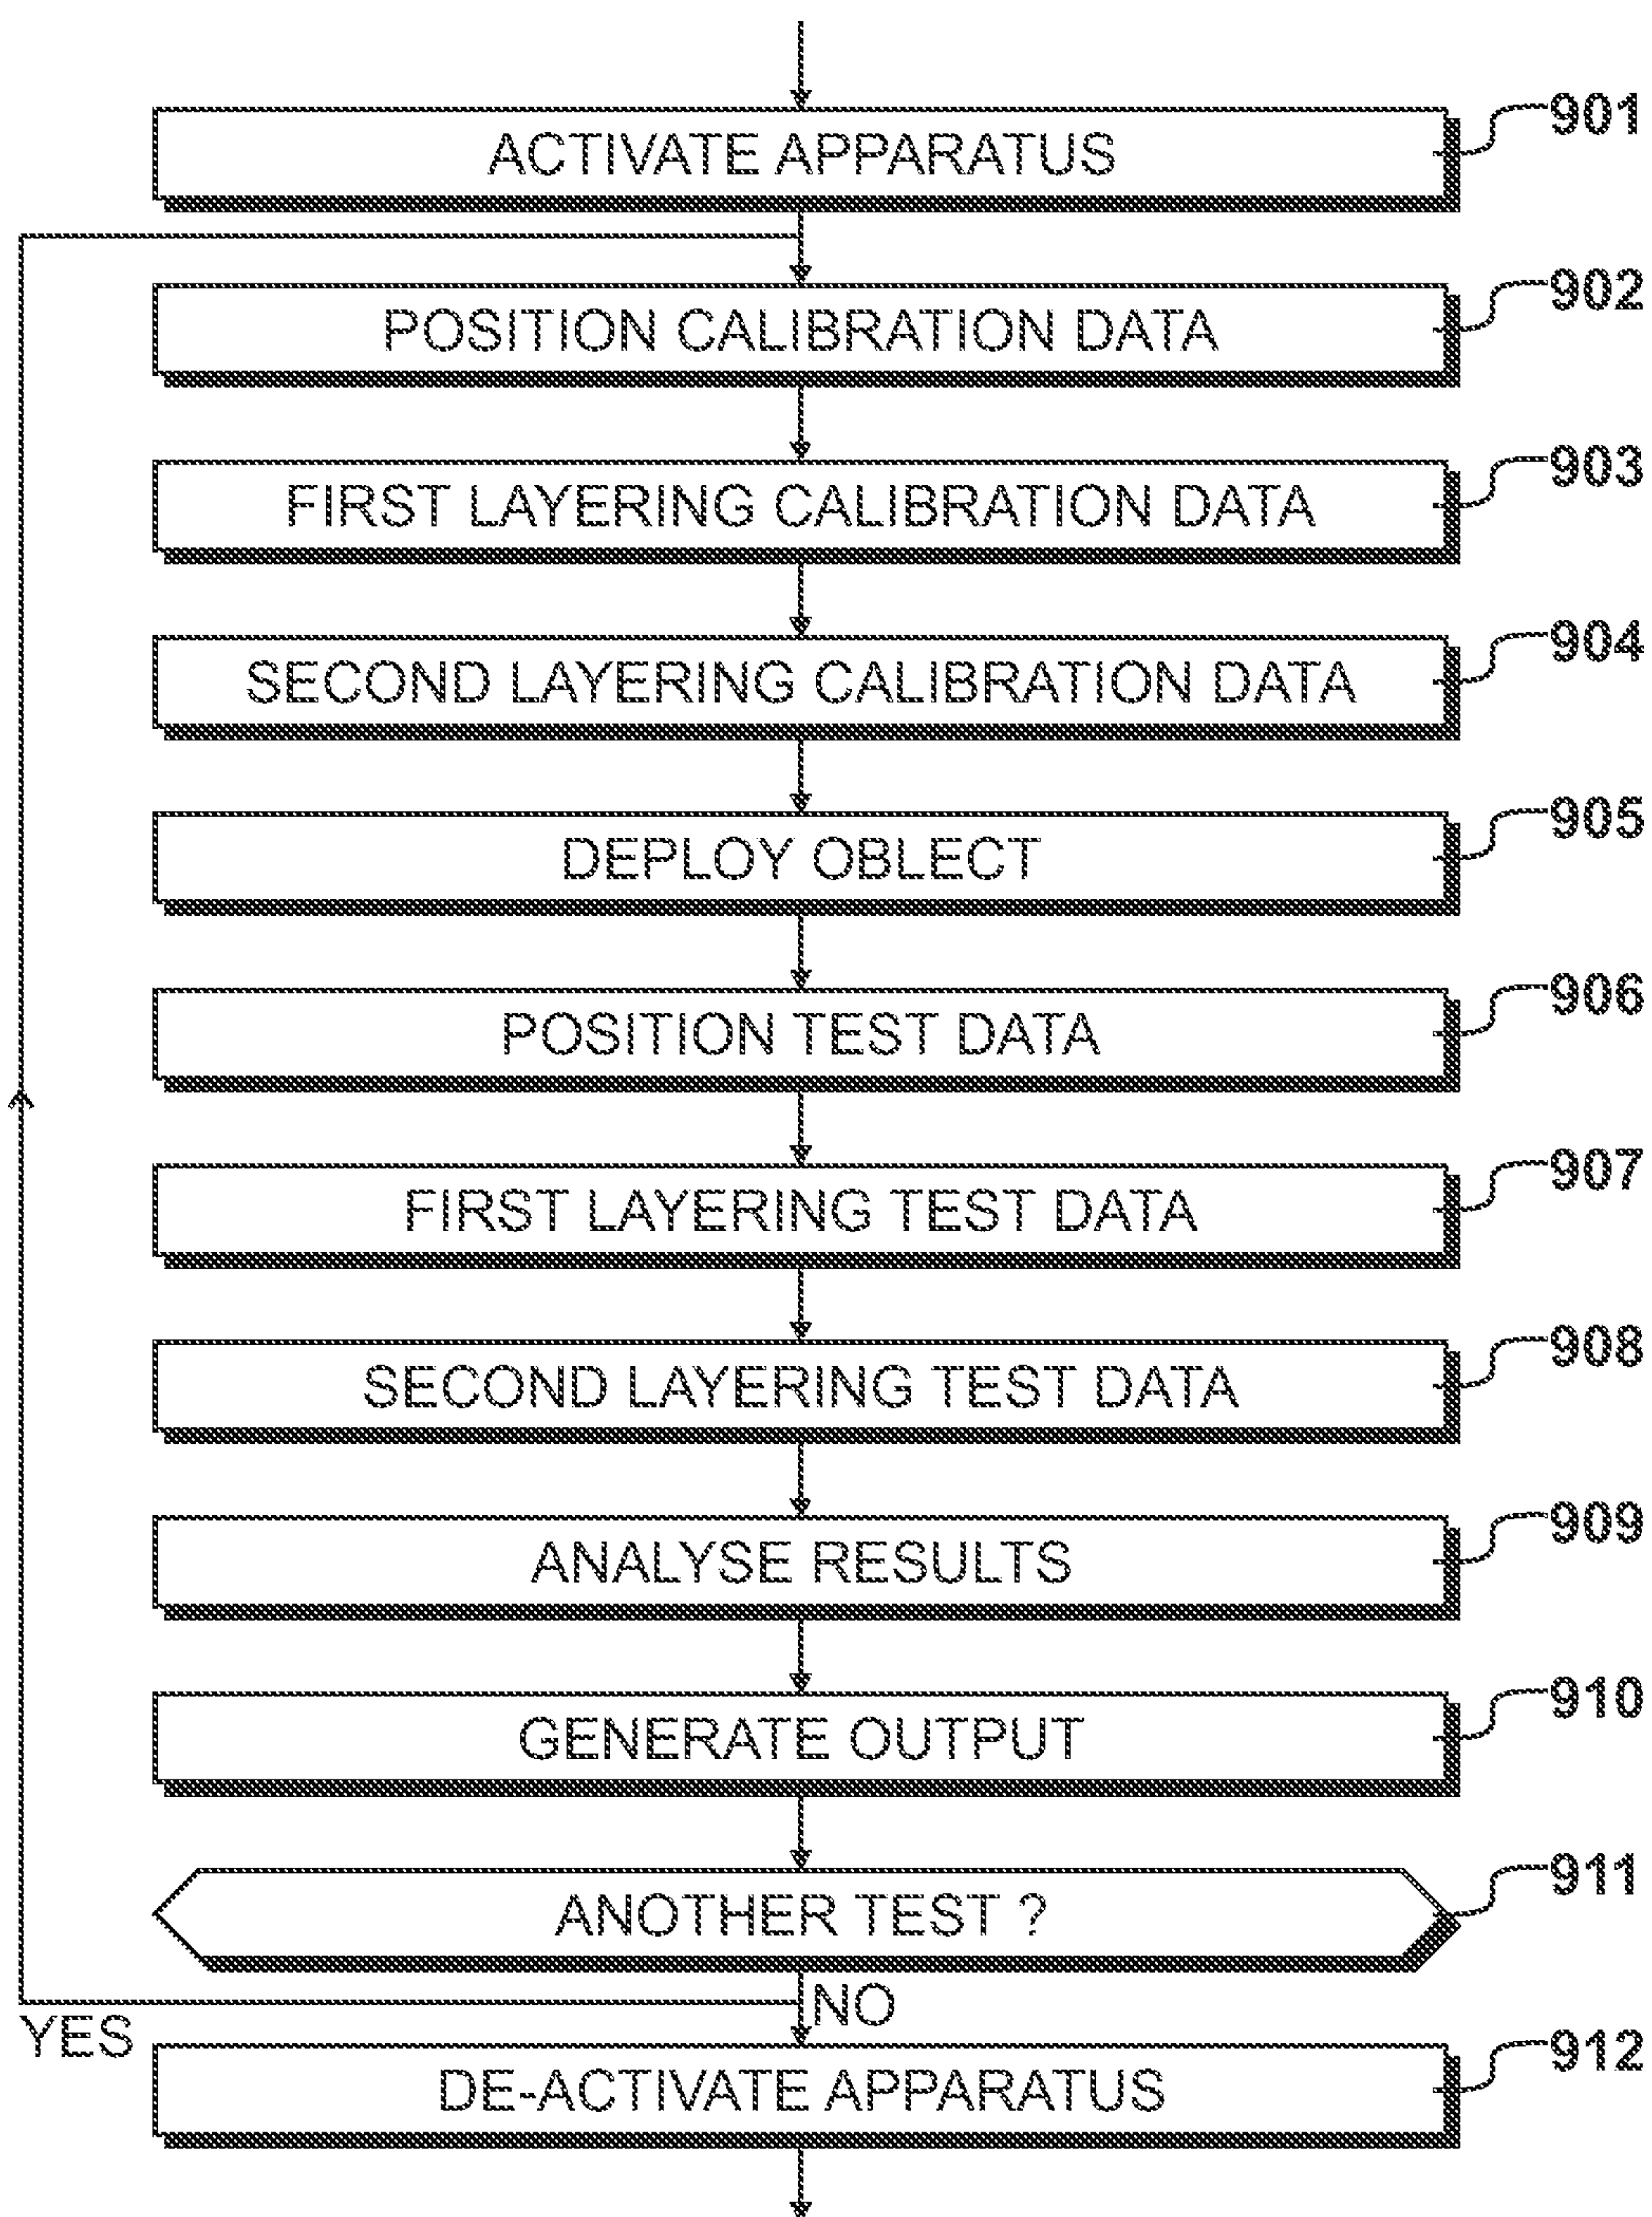 ACTIVATE APPARATUS
901
POSITION CALIBRATION DATA
902
FIRST LAYERING CALIBRATION DATA
903
SECOND LAYERING CALIBRATION DATA
904
DEPLOY OBLECT
905
POSITION TEST DATA
906
FIRST LAYERING TEST DATA
907
SECOND LAYERING TEST DATA
908
ANALYSE RESULTS
909
GENERATE OUTPUT
910
ANOTHER TEST ?
911
NO
YES
DE-ACTIVATE APPARATUS
912